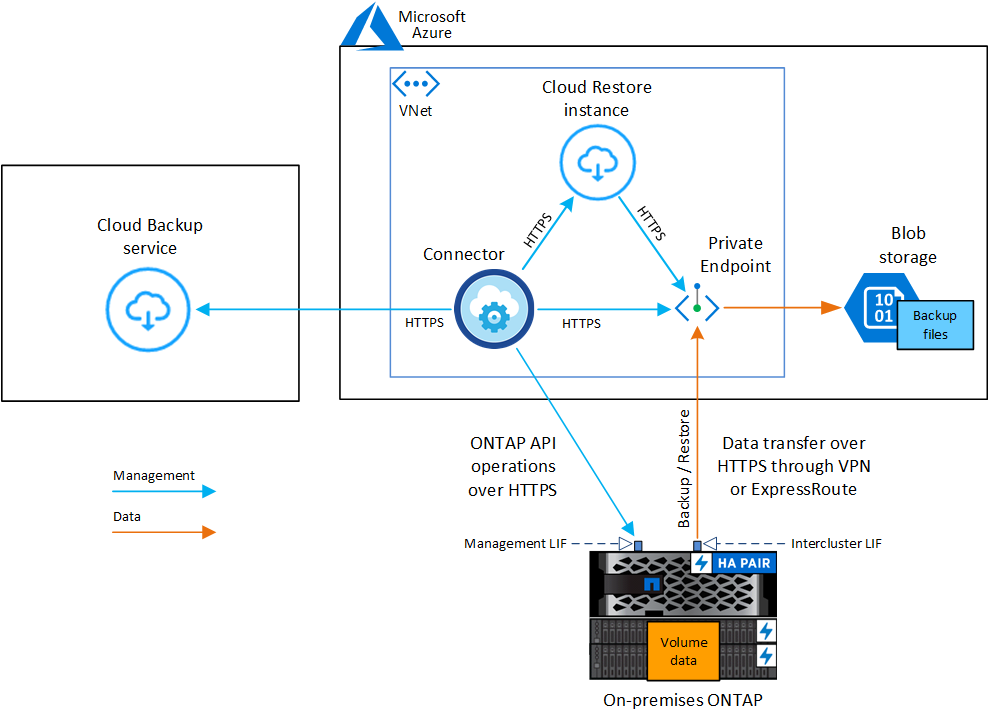 Microsoft
Azure
VNet
Cloud Restore
instance
HTTPS
HTTPS
Cloud Backup
service
Connector
Private
Endpoint
Blob
storage
10
01
Backup
files
HTTPS
HTTPS
ONTAP API
operations
over HTTPS
Backup / Restore
Data transfer over
HTTPS through VPN
or ExpressRoute
Management
Data
Management LIF
Intercluster LIF
HA PAIR
Volume
data
On-premises ONTAP